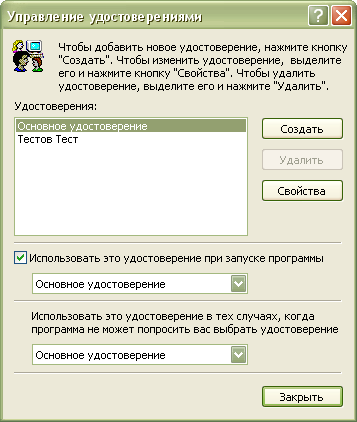 Управление удостоверениями
Чтобы добавить новое удостоверение, нажмите кнопку
"Создать". Чтобы изменить удостоверение, выделите
его и нажмите кнопку "Свойства". Чтобы удалить
удостоверение, выделите его и нажмите "Удалить".
Удостоверения:
Основное удостоверение
Тестов Тест
Создать
Удалить
Свойства
Использовать это удостоверение при запуске программы
Основное удостоверение
Использовать это удостоверение в тех случаях, когда
программа не может попросить вас выбрать удостоверение
Основное удостоверение
Закрыть